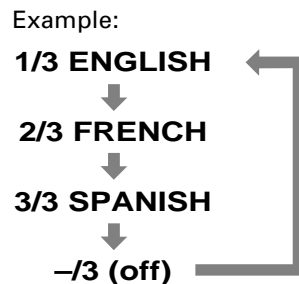 Example:
1/3 ENGLISH
2/3 FRENCH
3/3 SPANISH
–/3 (off)